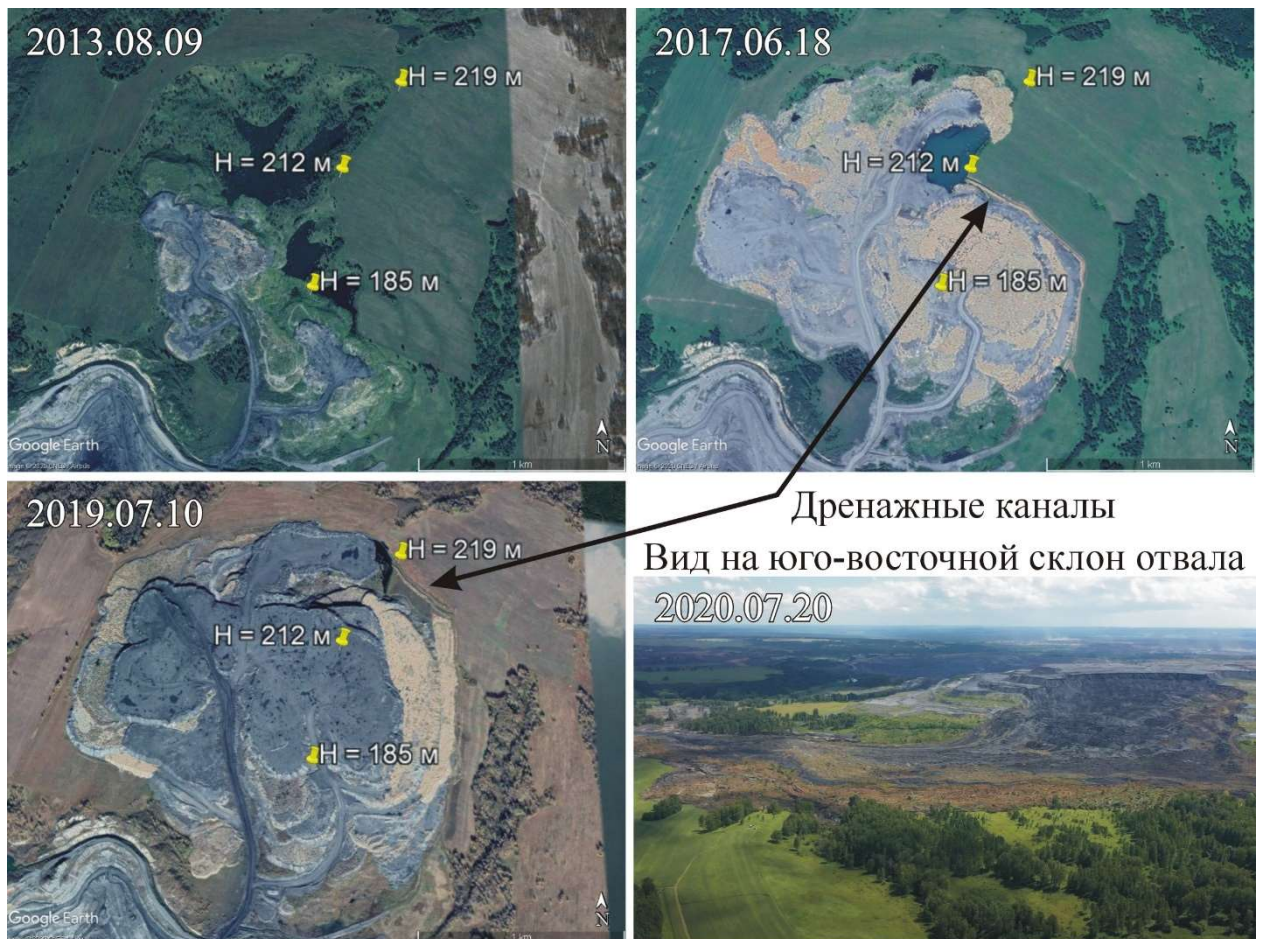 2013.08.09
H = 219 м
H = 212 м
H = 185 м
Google Earth
N
1 km
2017.06.18
H = 219 м
H = 212 м
H = 185 м
Google Earth
N
1 km
Дренажные каналы
2019.07.10
H = 219 м
H = 212 м
H = 185 м
Google Earth
N
1 km
Вид на юго-восточной склон отвала
2020.07.20